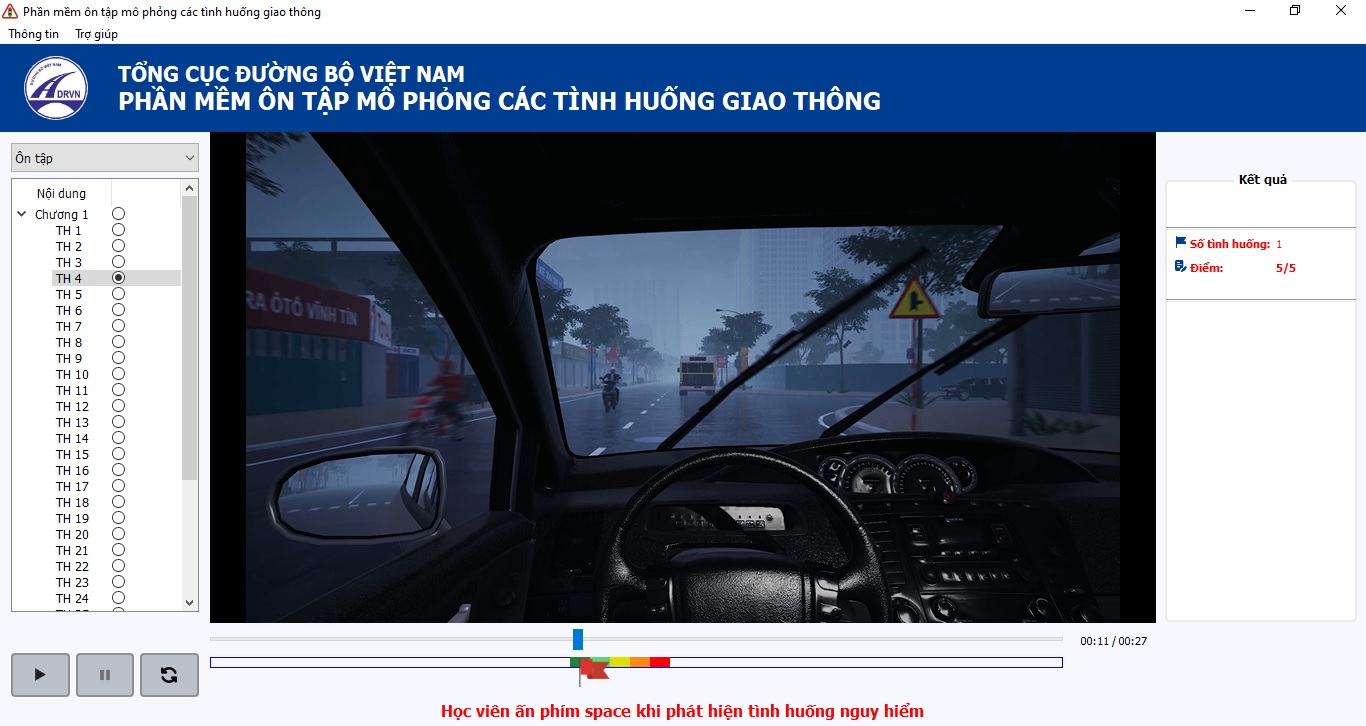 Phần mềm ôn tập mô phỏng các tình huống giao thông
Thông tin Trợ giúp
ĐƯỜNG BỘ VIỆT NAM
DRVN
TỔNG CỤC ĐƯỜNG BỘ VIỆT NAM
PHẦN MỀM ÔN TẬP MÔ PHỎNG CÁC TÌNH HUỐNG GIAO THÔNG
Ôn tập
Nội dung
Chương 1
TH 1
TH 2
TH 3
TH 4
TH 5
TH 6
TH 7
TH 8
TH 9
TH 10
TH 11
TH 12
TH 13
TH 14
TH 15
TH 16
TH 17
TH 18
TH 19
TH 20
TH 21
TH 22
TH 23
TH 24
RA ÔTÔ VĨNH TÍN
Kết quả
Số tình huống: 1
Điểm: 5/5
00:11 / 00:27
Học viên ấn phím space khi phát hiện tình huống nguy hiểm